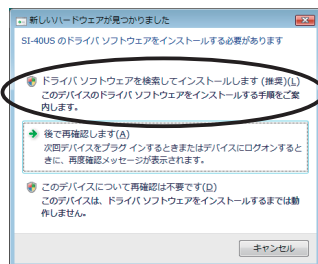 新しいハードウェアが見つかりました
SI-40US のドライバ ソフトウェアをインストールする必要があります
ドライバ ソフトウェアを検索してインストールします (推奨)(L)
このデバイスのドライバ ソフトウェアをインストールする手順をご案
内します。
後で再確認します(A)
次回デバイスをプラグ インするときまたはデバイスにログオンすると
きに、再度確認メッセージが表示されます。
このデバイスについて再確認は不要です(D)
このデバイスは、ドライバ ソフトウェアをインストールするまでは動
作しません。
キャンセル